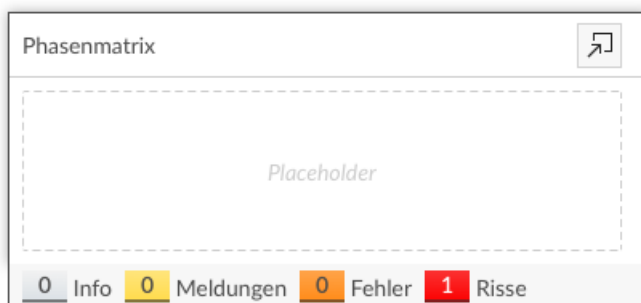 Phasenmatrix
Placeholder
0 Info 0 Meldungen 0 Fehler 1 Risse